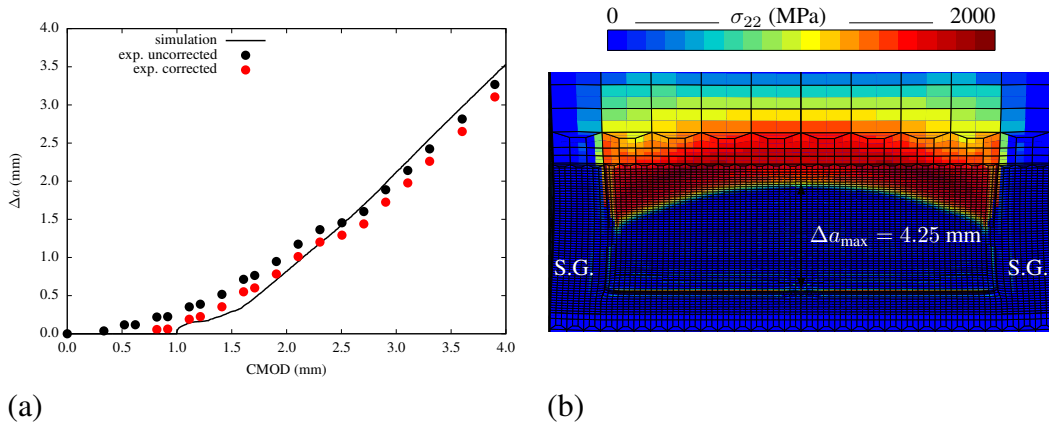 4.0
3.5
3.0
2.5
2.0
1.5
1.0
0.5
0.0
Δa (mm)
simulation
exp. uncorrected
exp. corrected
0.0 0.5 1.0 1.5 2.0 2.5 3.0 3.5 4.0
CMOD (mm)
(a)
0 σ22 (MPa) 2000
Δamax = 4.25 mm
S.G. S.G.
(b)